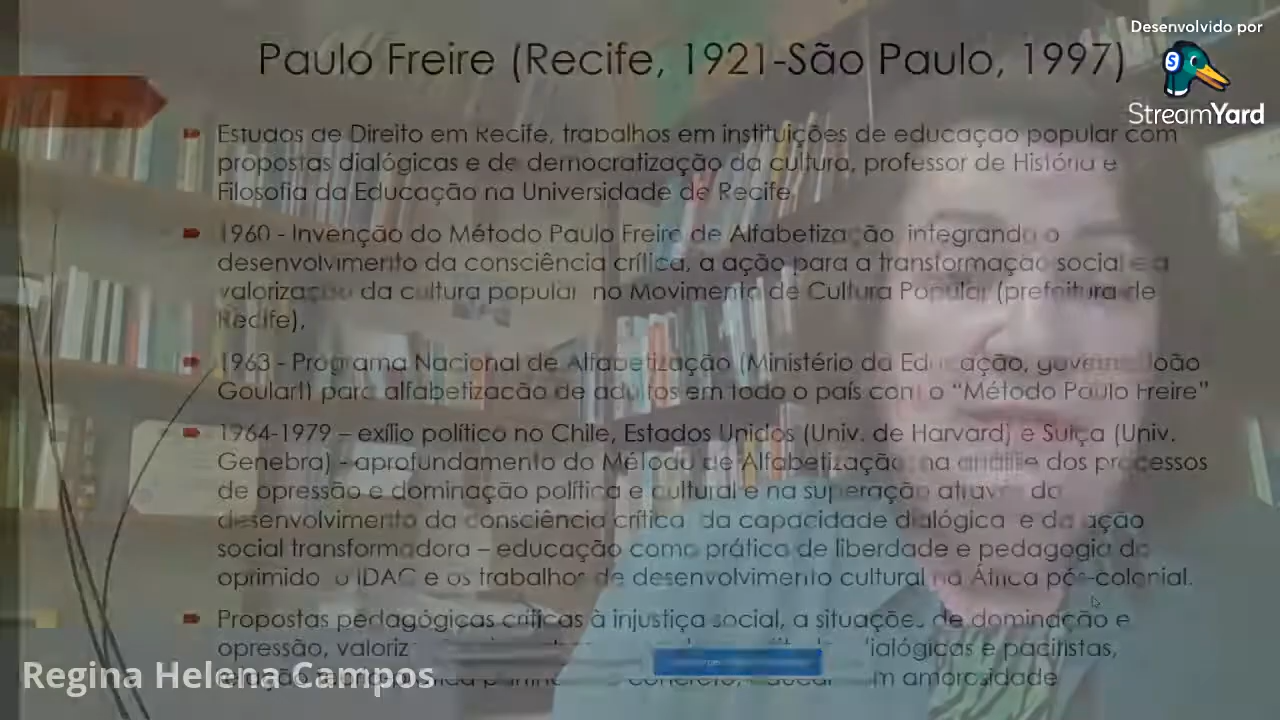 Desenvolvido por
StreamYard
Paulo Freire (Recife, 1921-São Paulo, 1997)
Estudos de Direito em Recife, trabalhos em instituições de educação popular com
propostas dialógicas e de democratização da cultura, professor de História e
Filosofia da Educação na Universidade de Recife.
1960 - Invenção do Método Paulo Freire de Alfabetização, integrando o
desenvolvimento da consciência crítica, a ação para a transformação social e a
valorização da cultura popular no Movimento de Cultura Popular (prefeitura de
Recife).
1963 - Programa Nacional de Alfabetização (Ministério da Educação, governo João
Goulart) para alfabetização de adultos em todo o país com o “Método Paulo Freire”
1964-1979 – exílio político no Chile, Estados Unidos (Univ. de Harvard) e Suíça (Univ.
Genebra) - aprofundamento do Método de Alfabetização, na análise dos processos
de opressão e dominação política e cultural e na superação através do
desenvolvimento da consciência crítica, da capacidade dialógica e da ação
social transformadora – educação como prática de liberdade e pedagogia do
oprimido, o IDAC e os trabalhos de desenvolvimento cultural na África pós-colonial.
Propostas pedagógicas críticas à injustiça social, a situações de dominação e
opressão, dialógicas e pacifistas,
amorosidade
Regina Helena Campos